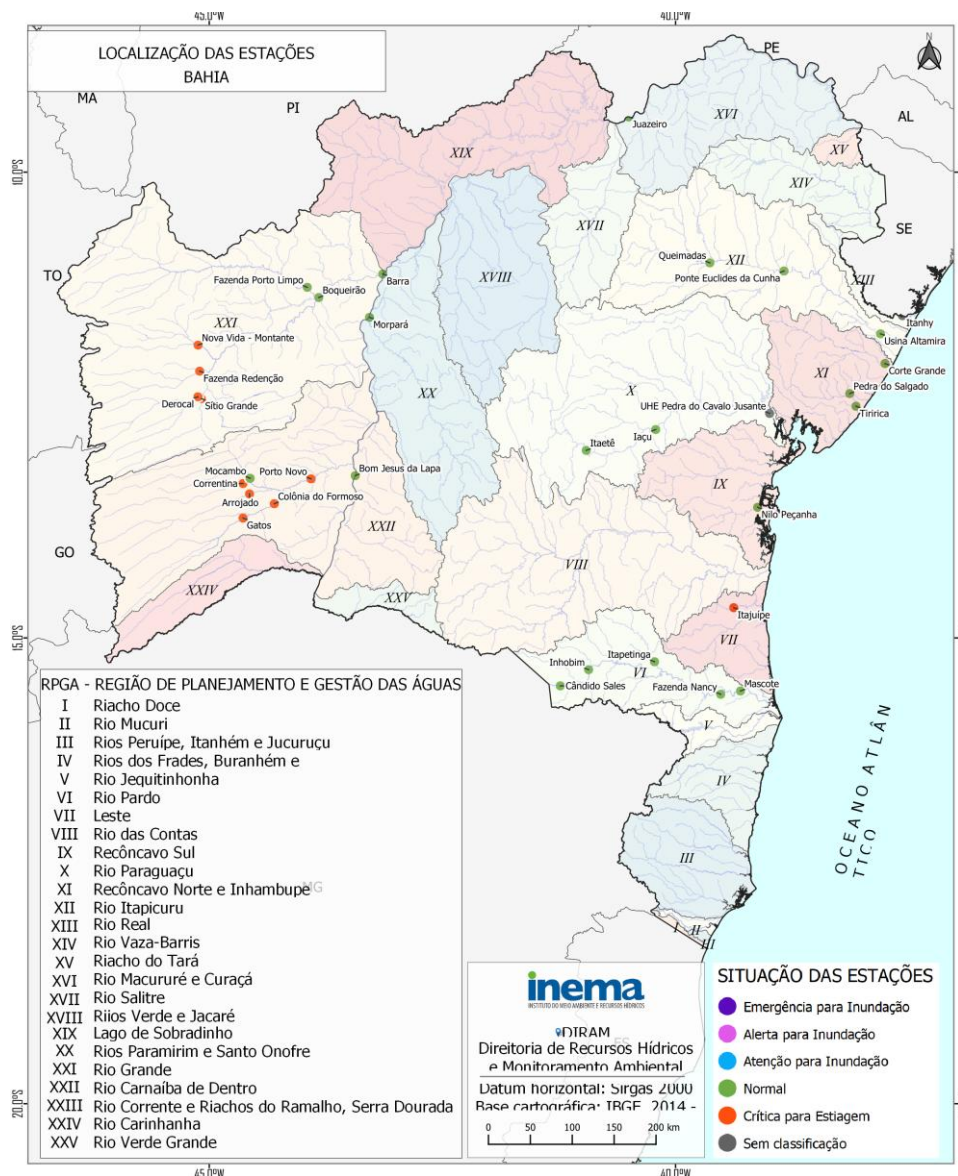 45.0°W
40.0°W
LOCALIZAÇÃO DAS ESTAÇÕES
BAHIA
N
PE
MA
PI
AL
Juazeiro
XVI
XIX
XV
10.0°S
XIV
XVII
SE
TO
Queimadas
XII
Ponte Euclides da Cunha
XVIII
XIII
Fazenda Porto Limpo
Barra
Boqueirão
XXI
Morpará
Itanhy
Nova Vida - Montante
Usina Altamira
Corte Grande
XI
Fazenda Redenção
XX
X
Pedra do Salgado
Derocal
Sítio Grande
UHE Pedra do Cavalo Jusante
Tiririca
Iaçu
Itaetê
Mocambo
Porto Novo
Bom Jesus da Lapa
Correntina
IX
Arrojado
Colônia do Formoso
Nilo Peçanha
Gatos
XXII
GO
VIII
XXIV
XXV
Itajuípe
15.0°S
VII
Inhobim
Itapetinga
VI
Cândido Sales
Fazenda Nancy
Mascote
V
IV
III
I
II
III
OCEANO ATLÂN
TICO
RPGA - REGIÃO DE PLANEJAMENTO E GESTÃO DAS ÁGUAS
I Riacho Doce
II Rio Mucuri
III Rios Peruípe, Itanhém e Jucuruçu
IV Rios dos Frades, Buranhém e
V Rio Jequitinhonha
VI Rio Pardo
VII Leste
VIII Rio das Contas
IX Recôncavo Sul
X Rio Paraguaçu
XI Recôncavo Norte e Inhambupe
XII Rio Itapicuru
XIII Rio Real
XIV Rio Vaza-Barris
XV Riacho do Tará
XVI Rio Macururé e Curaçá
XVII Rio Salitre
XVIII Riios Verde e Jacaré
XIX Lago de Sobradinho
XX Rios Paramirim e Santo Onofre
XXI Rio Grande
XXII Rio Carnaíba de Dentro
XXIII Rio Corrente e Riachos do Ramalho, Serra Dourada
XXIV Rio Carinhanha
XXV Rio Verde Grande
MG
ES
inema
INSTITUTO DO MEIO AMBIENTE E RECURSOS HÍDRICOS
DIRAM
Direitoria de Recursos Hídricos
e Monitoramento Ambiental
Datum horizontal: Sirgas 2000
Base cartográfica: IBGE, 2014 -
0 50 100 150 200 km
SITUAÇÃO DAS ESTAÇÕES
Emergência para Inundação
Alerta para Inundação
Atenção para Inundação
Normal
Crítica para Estiagem
Sem classificação
20.0°S
45.0°W
40.0°W